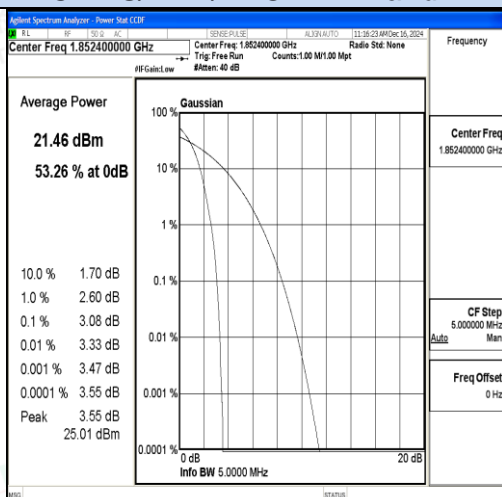 Agilent Spectrum Analyzer - Power Stat CCDF
RL RF 50 Ω AC SENSE:PULSE ALIGN AUTO 11:16:23 AM Dec 16, 2024
Center Freq 1.852400000 GHz
Center Freq: 1.852400000 GHz Radio Std: None
Trig: Free Run Counts:1.00 M/1.00 Mpt
#IFGain:Low #Atten: 40 dB
Frequency
Average Power
21.46 dBm
53.26 % at 0dB
10.0 % 1.70 dB
1.0 % 2.60 dB
0.1 % 3.08 dB
0.01 % 3.33 dB
0.001 % 3.47 dB
0.0001 % 3.55 dB
Peak 3.55 dB
25.01 dBm
Gaussian
100 %
10 %
1 %
0.1 %
0.01 %
0.001 %
0.0001 %
0 dB 20 dB
Info BW 5.0000 MHz
Center Freq
1.852400000 GHz
CF Step
5.000000 MHz
Auto Man
Freq Offset
0 Hz
MSG STATUS